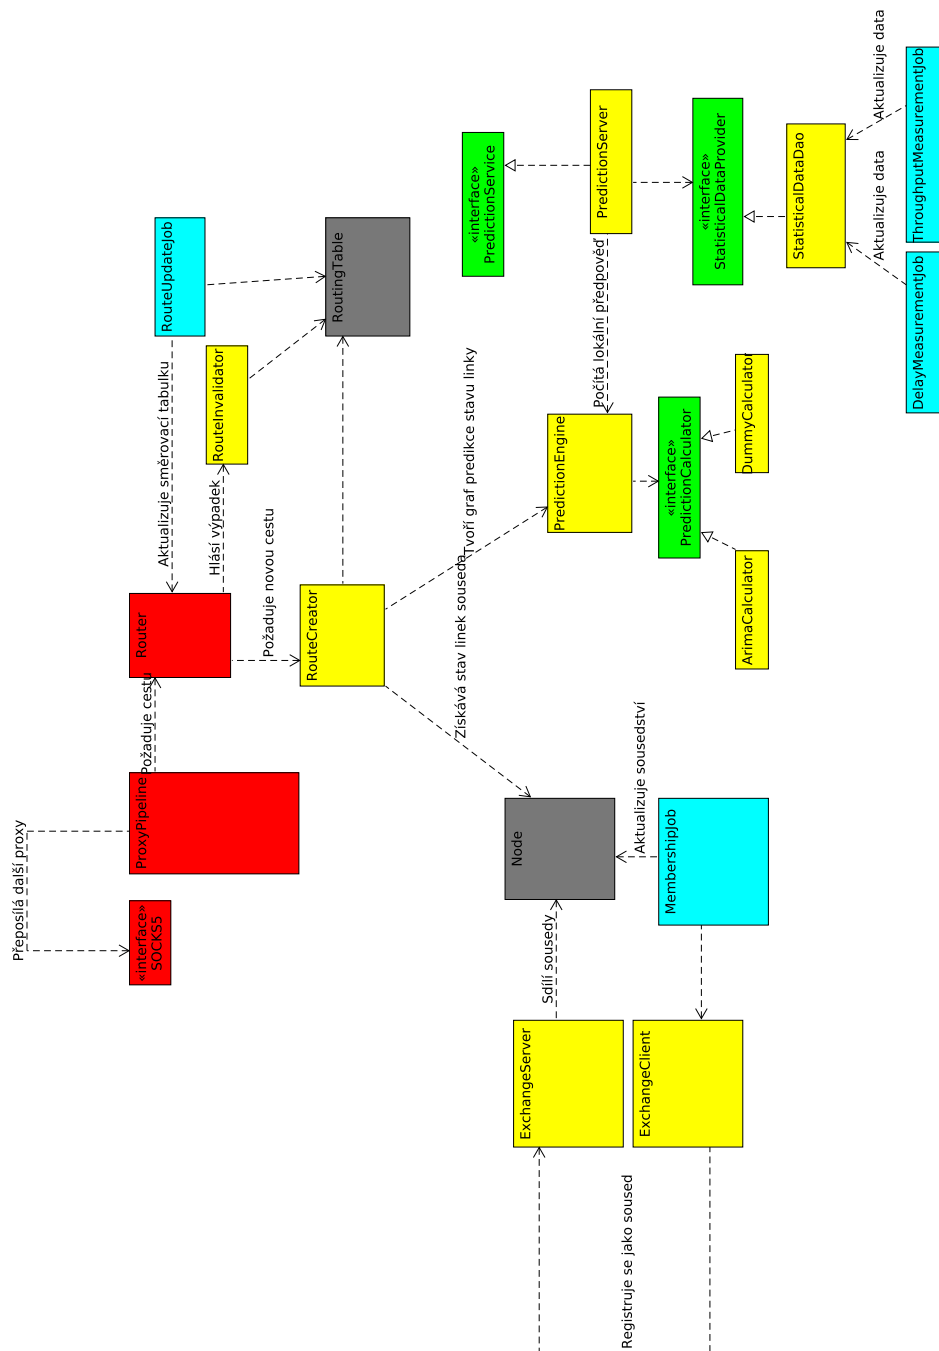 Přeposílá další proxy
«interface»
SOCKS5
ProxyPipeline
Požaduje cestu
Router
Aktualizuje směrovací tabulku
RouteUpdateJob
Hlásí výpadek
RouteInvalidator
Požaduje novou cestu
RouteCreator
RoutingTable
Získává stav linek souseda
Tvoří graf predikce stavu linky
«interface»
PredictionService
PredictionServer
Počítá lokální předpověď
PredictionEngine
«interface»
PredictionCalculator
ArimaCalculator
DummyCalculator
«interface»
StatisticalDataProvider
StatisticalDataDao
Aktualizuje data
Aktualizuje data
DelayMeasurementJob
ThroughputMeasurementJob
Node
Aktualizuje sousedství
MembershipJob
Sdílí sousedy
ExchangeServer
ExchangeClient
Registruje se jako soused